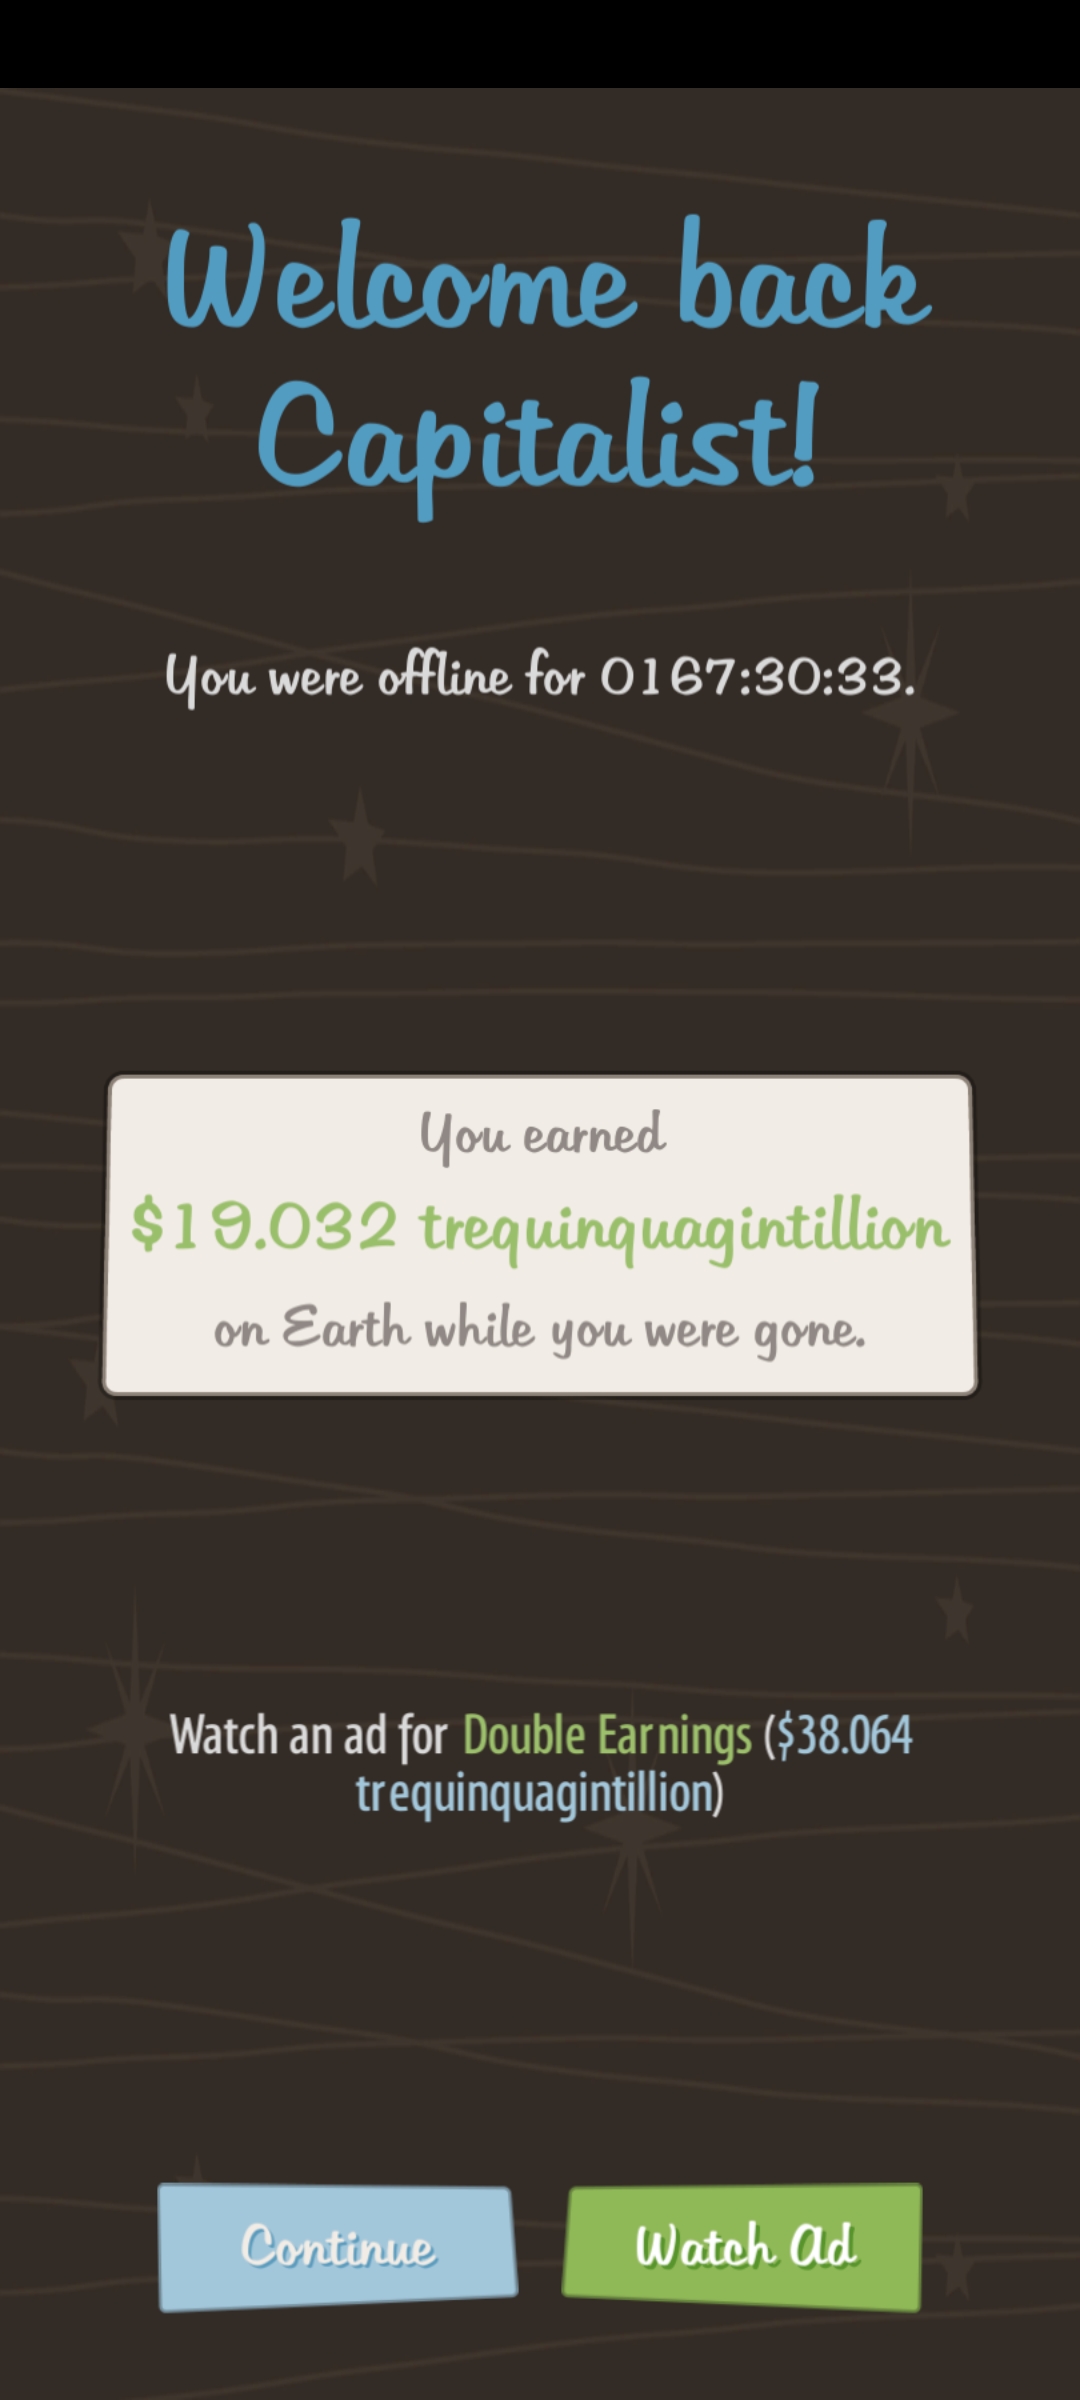 Welcome back
Capitalist!
You were offline for 0167:30:33.
You earned
$19.032 trequinquagintillion
on Earth while you were gone.
Watch an ad for Double Earnings ($38.064
trequinquagintillion)
Continue
Watch Ad